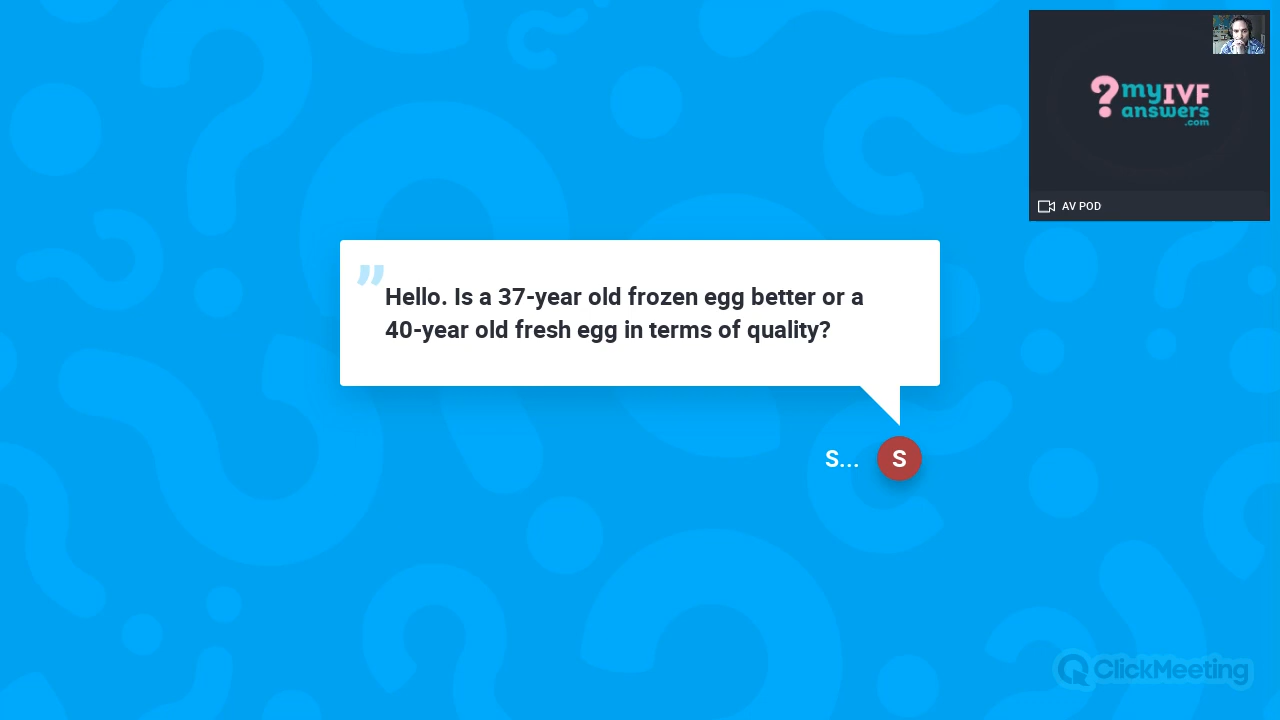 ?myIVF
answers
.com
AV POD
”
Hello. Is a 37-year old frozen egg better or a
40-year old fresh egg in terms of quality?
S... S
ClickMeeting